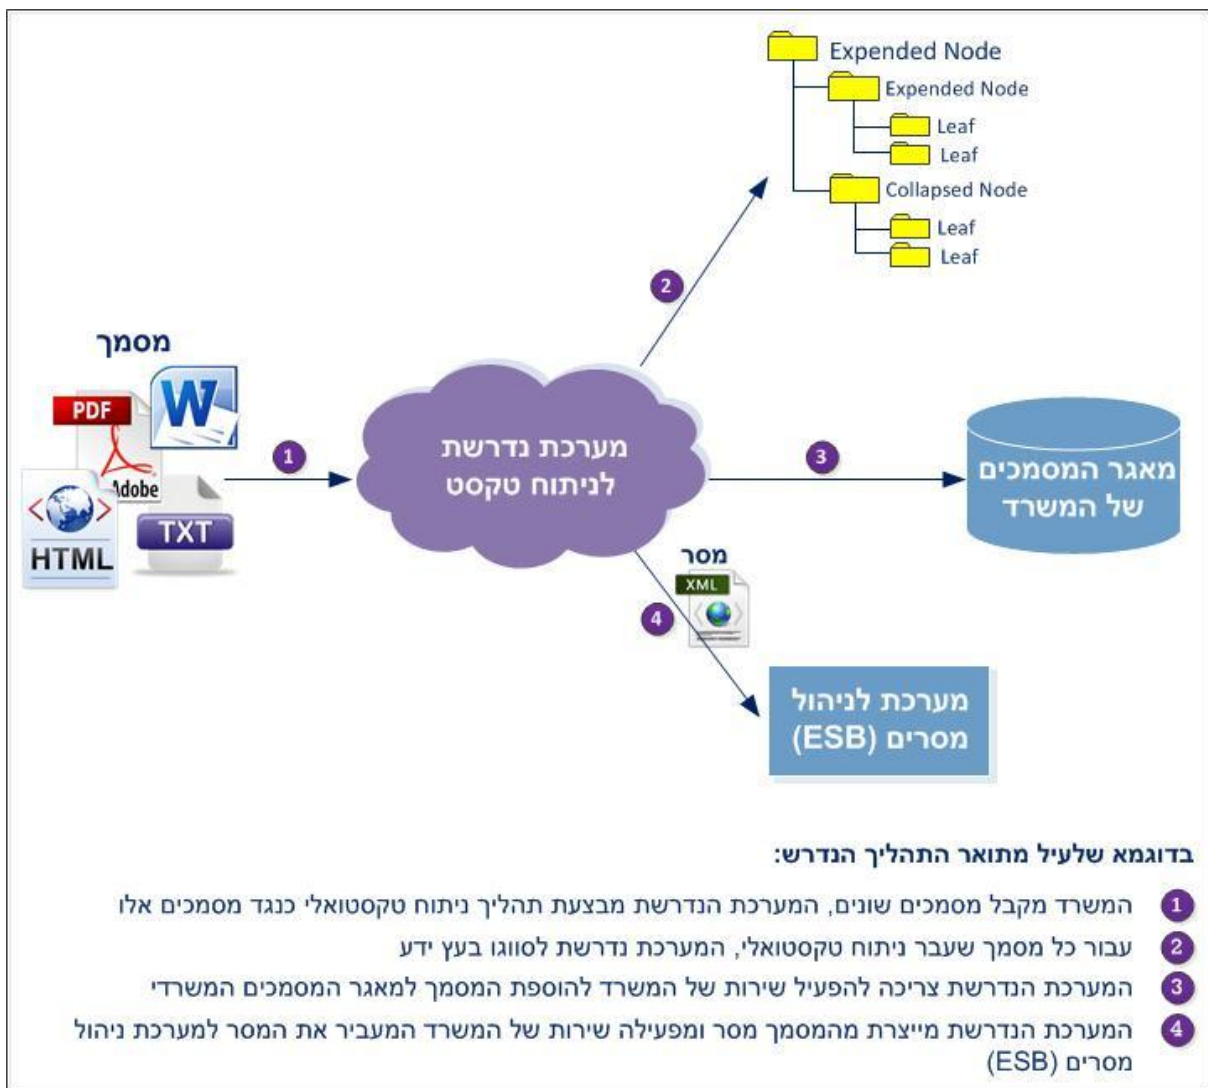 Expended Node
Expended Node
Leaf
Leaf
Collapsed Node
Leaf
Leaf
2
מסמך
W
PDF
Adobe
HTML
TXT
1
מערכת נדרשת
לניתוח טקסט
3
מאגר המסמכים
של המשרד
מסר
XML
4
מערכת לניהול
מסרים (ESB)
בדוגמא שלעיל מתואר התהליך הנדרש:
1 המשרד מקבל מסמכים שונים, המערכת הנדרשת מבצעת תהליך ניתוח טקסטואלי כנגד מסמכים אלו
2 עבור כל מסמך שעבר ניתוח טקסטואלי, המערכת נדרשת לסווגו בעץ ידע
3 המערכת הנדרשת צריכה להפעיל שירות של המשרד להוספת המסמך למאגר המסמכים המשרדי
4 המערכת הנדרשת מייצרת מהמסמך מסר ומפעילה שירות של המשרד המעביר את המסר למערכת ניהול
מסרים (ESB)